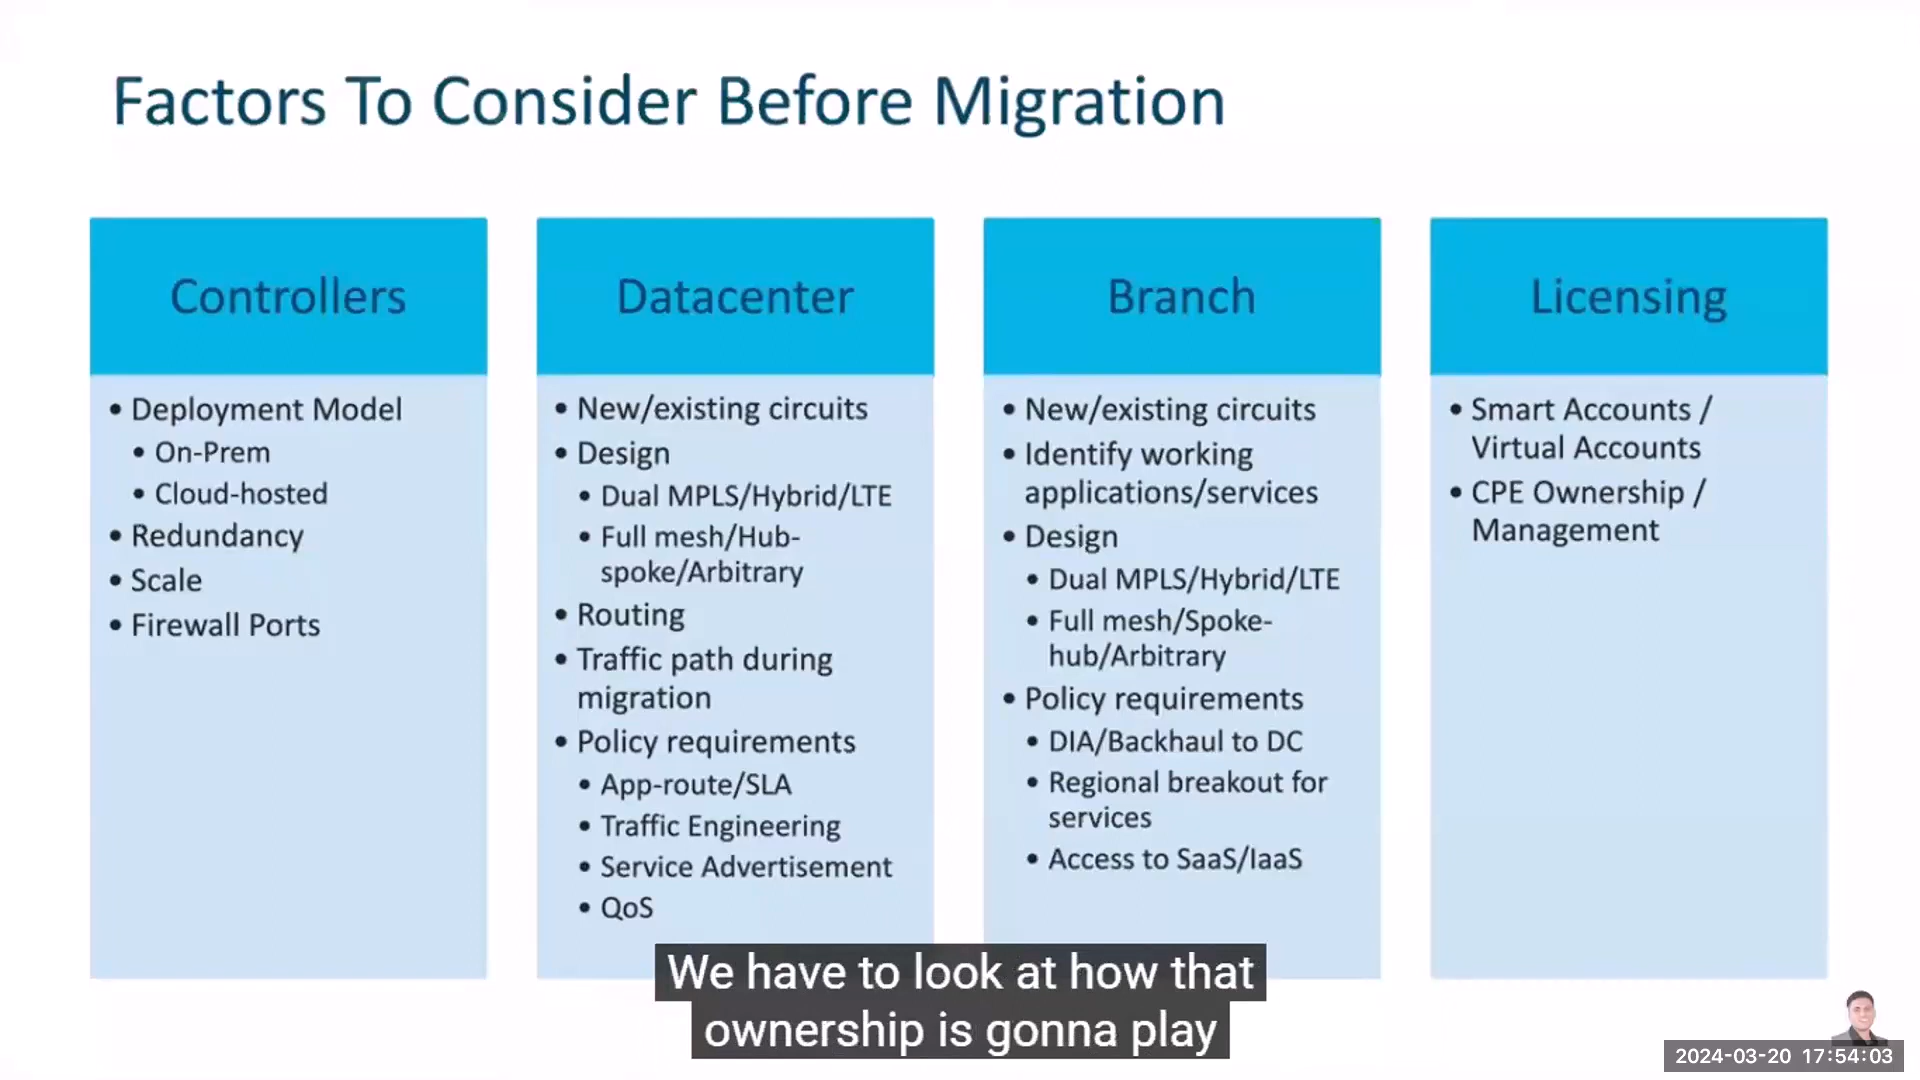 Factors To Consider Before Migration
Controllers
• Deployment Model
• On-Prem
• Cloud-hosted
• Redundancy
• Scale
• Firewall Ports
Datacenter
• New/existing circuits
• Design
• Dual MPLS/Hybrid/LTE
• Full mesh/Hub-
spoke/Arbitrary
• Routing
• Traffic path during
migration
• Policy requirements
• App-route/SLA
• Traffic Engineering
• Service Advertisement
• QoS
Branch
• New/existing circuits
• Identify working
applications/services
• Design
• Dual MPLS/Hybrid/LTE
• Full mesh/Spoke-
hub/Arbitrary
• Policy requirements
• DIA/Backhaul to DC
• Regional breakout for
services
• Access to SaaS/IaaS
Licensing
• Smart Accounts /
Virtual Accounts
• CPE Ownership /
Management
We have to look at how that
ownership is gonna play
2024-03-20 17:54:03